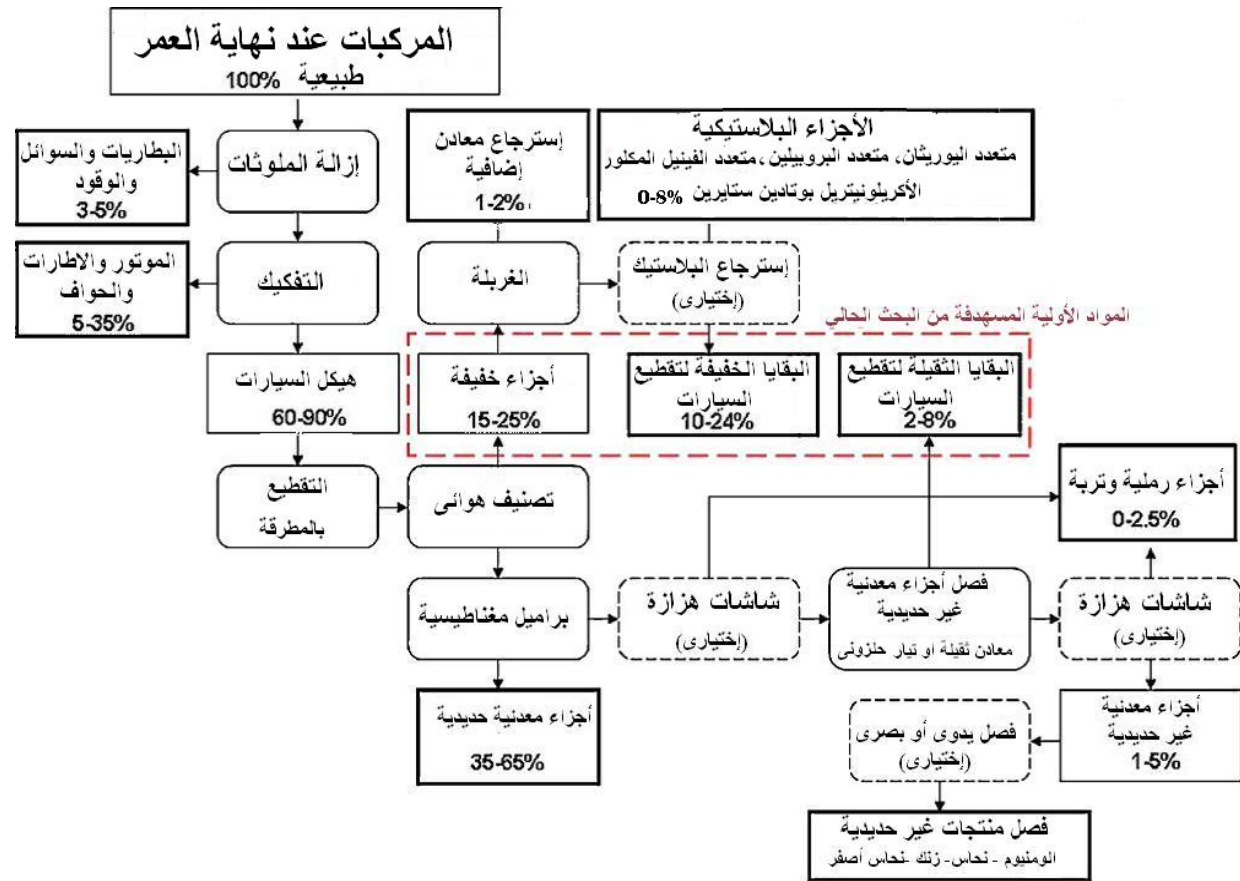 المركبات عند نهاية العمر
طبيعية 100%
إزالة الملوثات
البطاريات والسوائل
والوقود
3-5%
التفكيك
الموتور والاطارات
والحواف
5-35%
هيكل السيارات
60-90%
التقطيع
بالمطرقة
تصنيف هوائى
أجزاء خفيفة
15-25%
الغربلة
إسترجاع معادن
إضافية
1-2%
إسترجاع البلاستيك
(إختيارى)
الأجزاء البلاستيكية
متعدد اليوريثان، متعدد البروبيلين، متعدد الفينيل المكلور
الأكريلونيتريل بوتادين ستايرين 0-8%
المواد الأولية المسهدفة من البحث الحالي
البقايا الخفيفة لتقطيع
السيارات
10-24%
البقايا الثقيلة لتقطيع
السيارات
2-8%
براميل مغناطيسية
أجزاء معدنية حديدية
35-65%
شاشات هزازة
(إختيارى)
فصل أجزاء معدنية
غير حديدية
معادن ثقيلة او تيار حلزونى
شاشات هزازة
(إختيارى)
أجزاء رملية وتربة
0-2.5%
أجزاء معدنية
غير حديدية
1-5%
فصل يدوى أو بصرى
(إختيارى)
فصل منتجات غير حديدية
الومنيوم - نحاس- زنك -نحاس أصفر